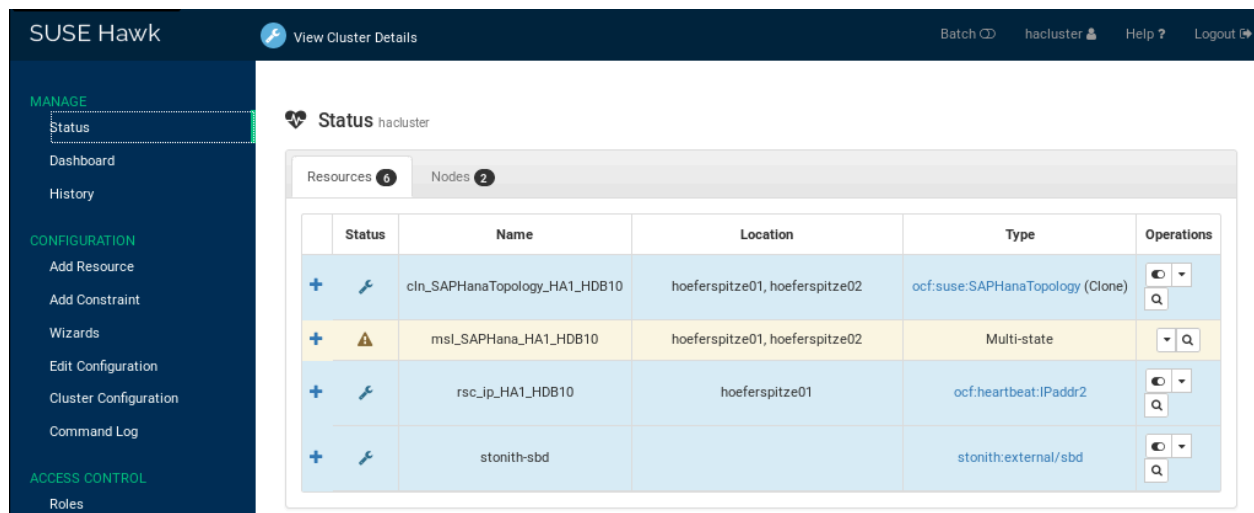 SUSE Hawk
View Cluster Details
Batch
hacluster
Help ?
Logout
MANAGE
Status
Dashboard
History
CONFIGURATION
Add Resource
Add Constraint
Wizards
Edit Configuration
Cluster Configuration
Command Log
ACCESS CONTROL
Roles
Status hacluster
Resources 6 Nodes 2
Status Name Location Type Operations
cln_SAPHanaTopology_HA1_HDB10 hoeferspitze01, hoeferspitze02 ocf:suse:SAPHanaTopology (Clone)
msl_SAPHana_HA1_HDB10 hoeferspitze01, hoeferspitze02 Multi-state
rsc_ip_HA1_HDB10 hoeferspitze01 ocf:heartbeat:IPaddr2
stonith-sbd stonith:external/sbd